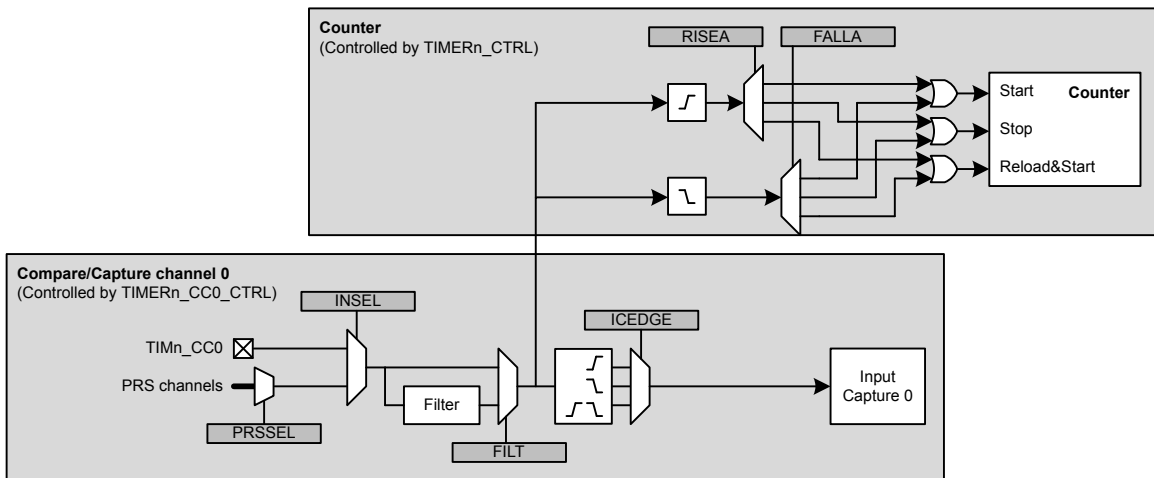 Counter
(Controlled by TIMERn_CTRL)
RISEA
FALLA
Start
Counter
Stop
Reload&Start
Compare/Capture channel 0
(Controlled by TIMERn_CC0_CTRL)
INSEL
ICEDGE
TIMn_CC0
PRS channels
Filter
Input
Capture 0
PRSSEL
FILT